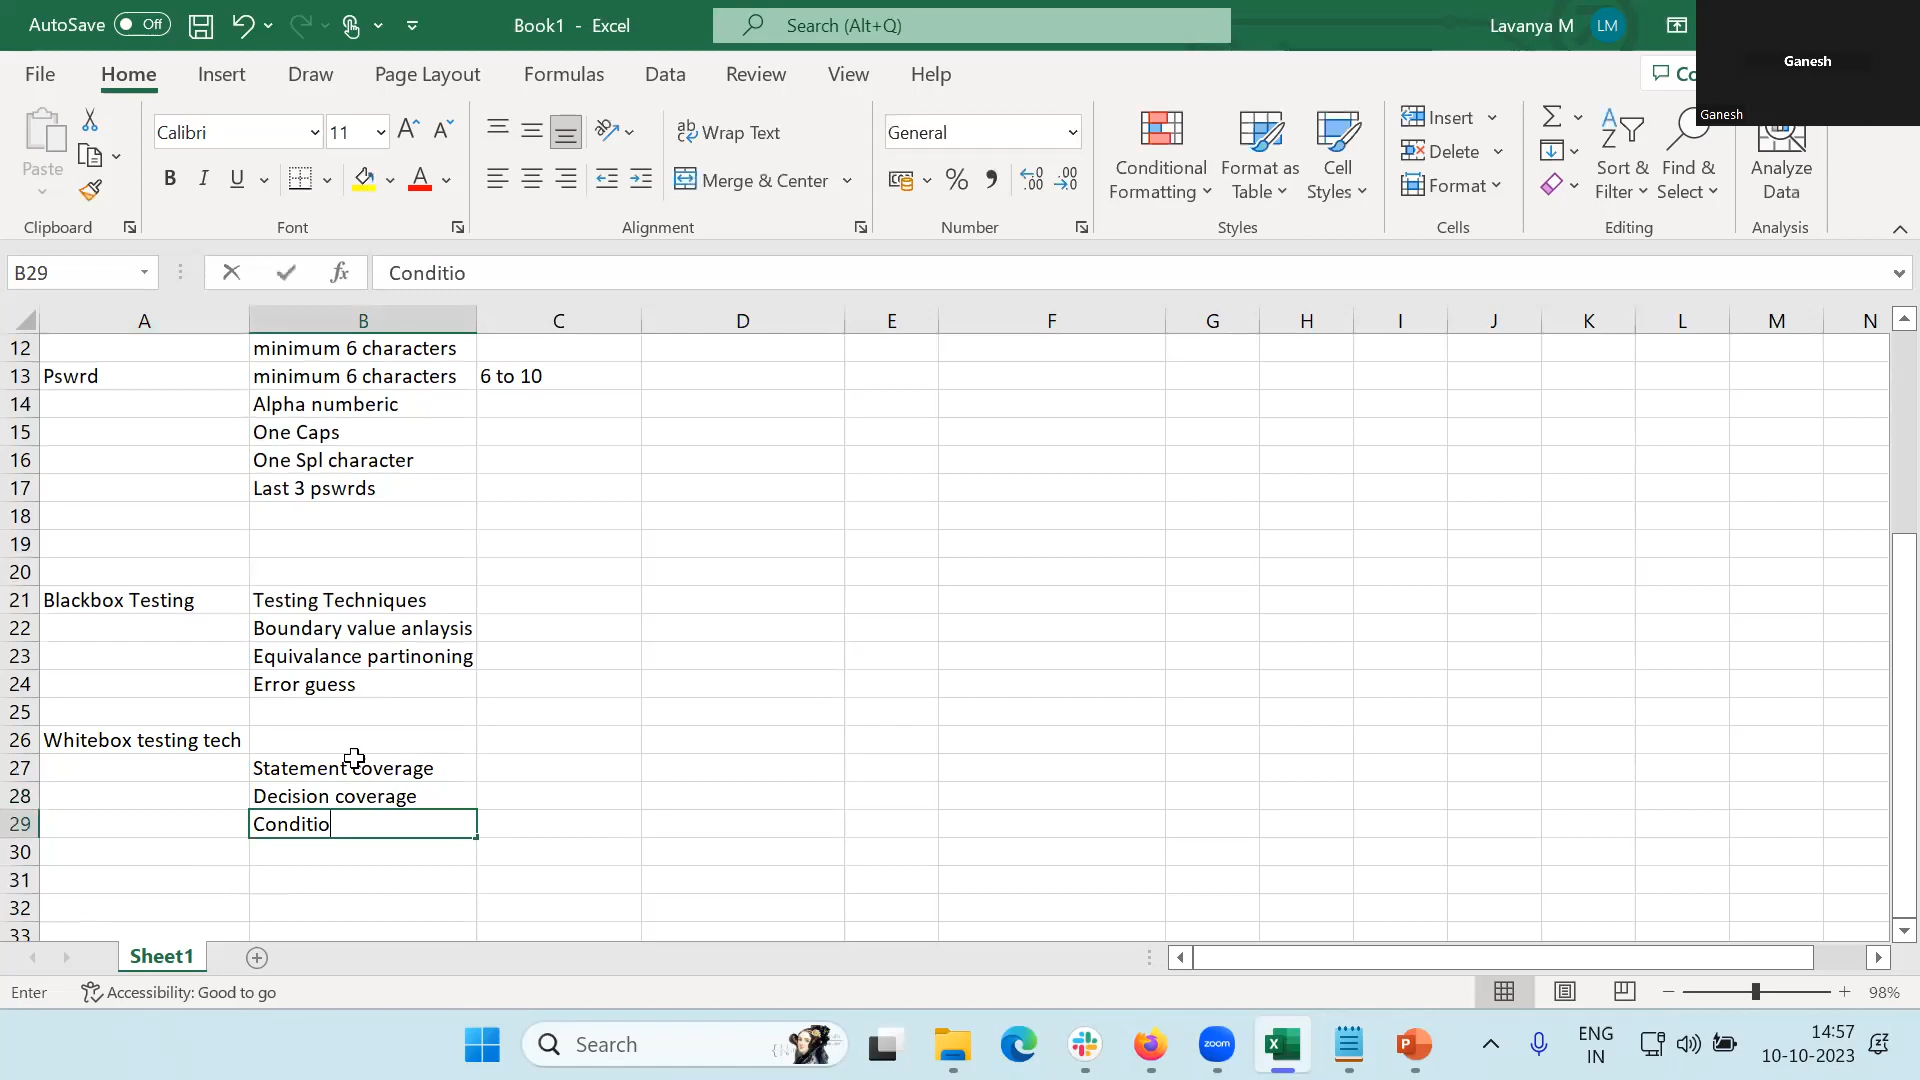 AutoSave Off
Book1 - Excel
Search (Alt+Q)
Lavanya M LM
Ganesh
Ganesh
File Home Insert Draw Page Layout Formulas Data Review View Help Co
Paste
Calibri 11
Wrap Text
General
Merge & Center
Conditional Formatting
Format as Table
Cell Styles
Insert
Delete
Format
Sort & Filter
Find & Select
Analyze Data
Clipboard Font Alignment Number Styles Cells Editing Analysis
B29 fx Conditio
A B C D E F G H I J K L M N
12 minimum 6 characters
13 Pswrd minimum 6 characters 6 to 10
14 Alpha numberic
15 One Caps
16 One Spl character
17 Last 3 pswrds
18
19
20
21 Blackbox Testing Testing Techniques
22 Boundary value anlaysis
23 Equivalance partinoning
24 Error guess
25
26 Whitebox testing tech
27 Statement coverage
28 Decision coverage
29 Conditio
30
31
32
33
Sheet1
Enter Accessibility: Good to go 98%
Search
zoom
ENG IN
14:57
10-10-2023